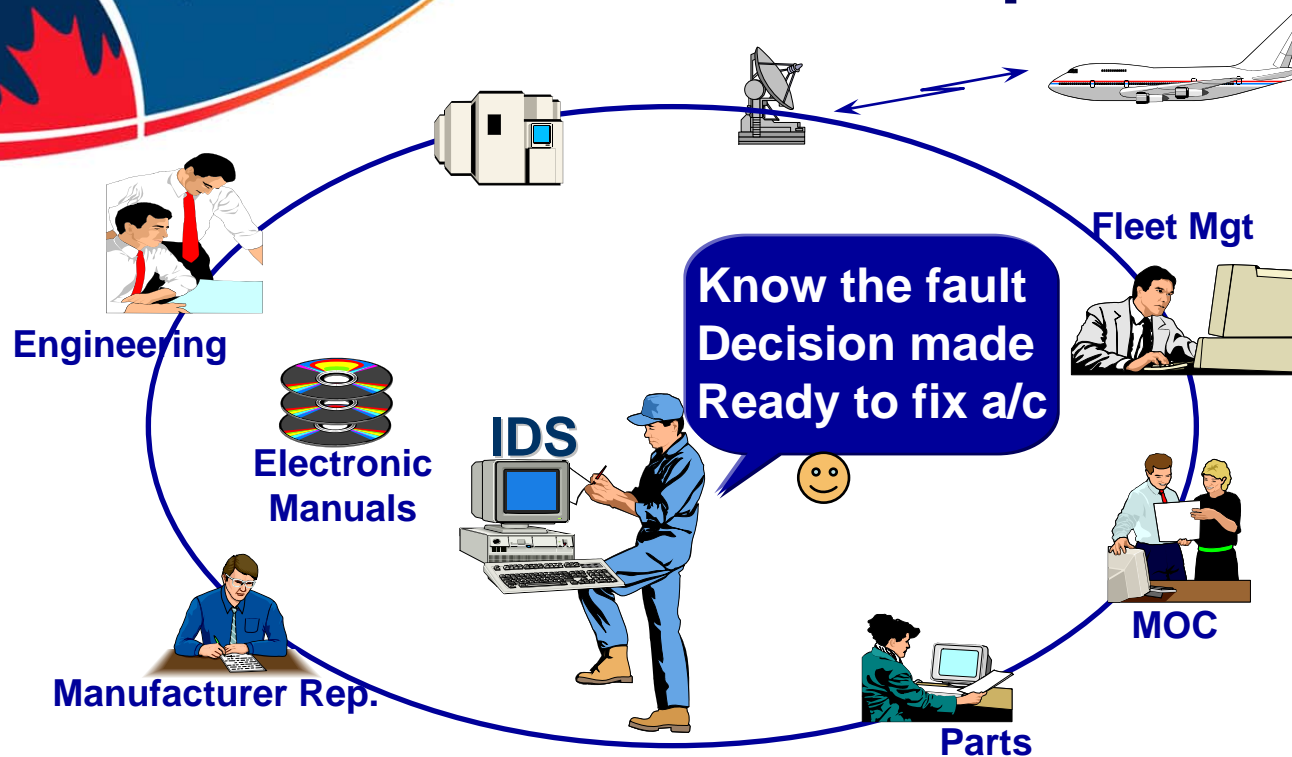 Fleet Mgt
Know the fault
Decision made
Ready to fix a/c
Engineering
IDS
Electronic
Manuals
MOC
Manufacturer Rep.
Parts